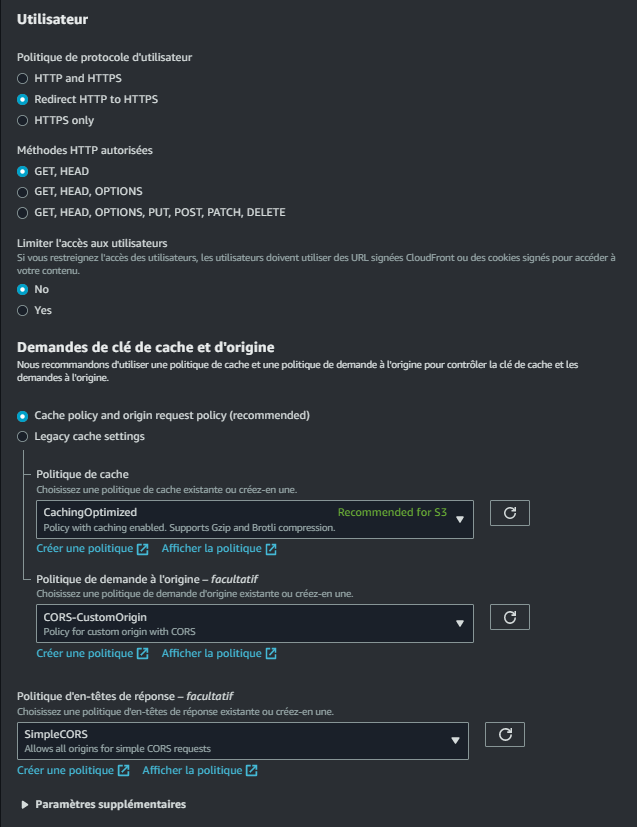 Utilisateur
Politique de protocole d'utilisateur
HTTP and HTTPS
Redirect HTTP to HTTPS
HTTPS only
Méthodes HTTP autorisées
GET, HEAD
GET, HEAD, OPTIONS
GET, HEAD, OPTIONS, PUT, POST, PATCH, DELETE
Limiter l'accès aux utilisateurs
Si vous restreignez l'accès des utilisateurs, les utilisateurs doivent utiliser des URL signées CloudFront ou des cookies signés pour accéder à
votre contenu.
No
Yes
Demandes de clé de cache et d'origine
Nous recommandons d'utiliser une politique de cache et une politique de demande à l'origine pour contrôler la clé de cache et les
demandes à l'origine.
Cache policy and origin request policy (recommended)
Legacy cache settings
Politique de cache
Choisissez une politique de cache existante ou créez-en une.
CachingOptimized Recommended for S3
Policy with caching enabled. Supports Gzip and Brotli compression.
Créer une politique Afficher la politique
Politique de demande à l'origine – facultatif
Choisissez une politique de demande d'origine existante ou créez-en une.
CORS-CustomOrigin
Policy for custom origin with CORS
Créer une politique Afficher la politique
Politique d'en-têtes de réponse – facultatif
Choisissez une politique d'en-têtes de réponse existante ou créez-en une.
SimpleCORS
Allows all origins for simple CORS requests
Créer une politique Afficher la politique
Paramètres supplémentaires